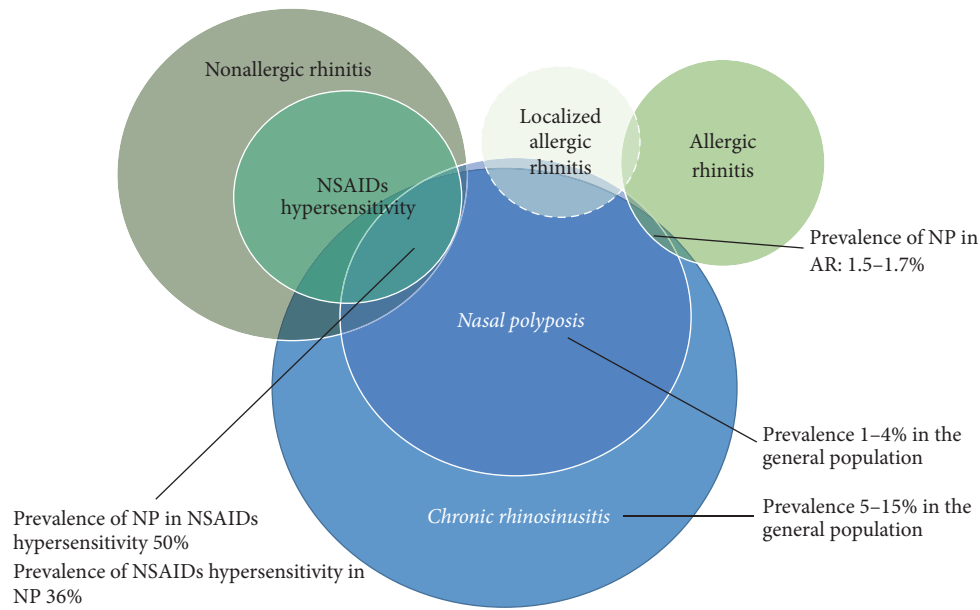 Nonallergic rhinitis
NSAIDs
hypersensitivity
Localized
allergic
rhinitis
Allergic
rhinitis
Prevalence of NP in
AR: 1.5–1.7%
Nasal polyposis
Prevalence 1–4% in the
general population
Chronic rhinosinusitis
Prevalence 5–15% in the
general population
Prevalence of NP in NSAIDs
hypersensitivity 50%
Prevalence of NSAIDs hypersensitivity in
NP 36%